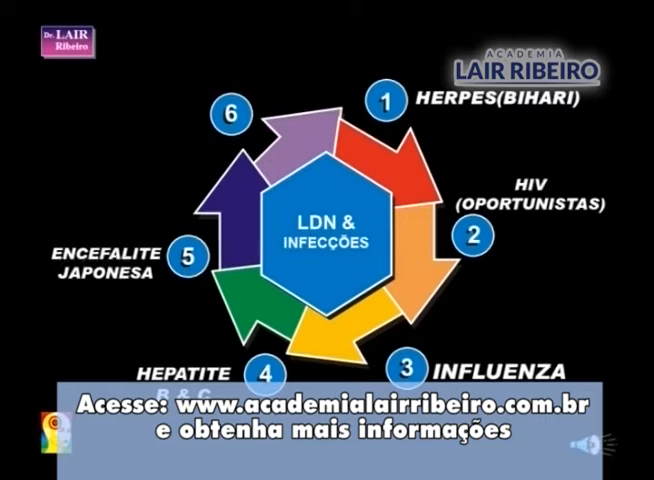 Dr. LAIR
Ribeiro
ACADEMIA
LAIR RIBEIRO
6
1
HERPES(BIHARI)
HIV
(OPORTUNISTAS)
2
LDN &
INFECÇÕES
ENCEFALITE
JAPONESA
5
HEPATITE
B & C
4
3
INFLUENZA
Acesse: www.academialairribeiro.com.br
e obtenha mais informações